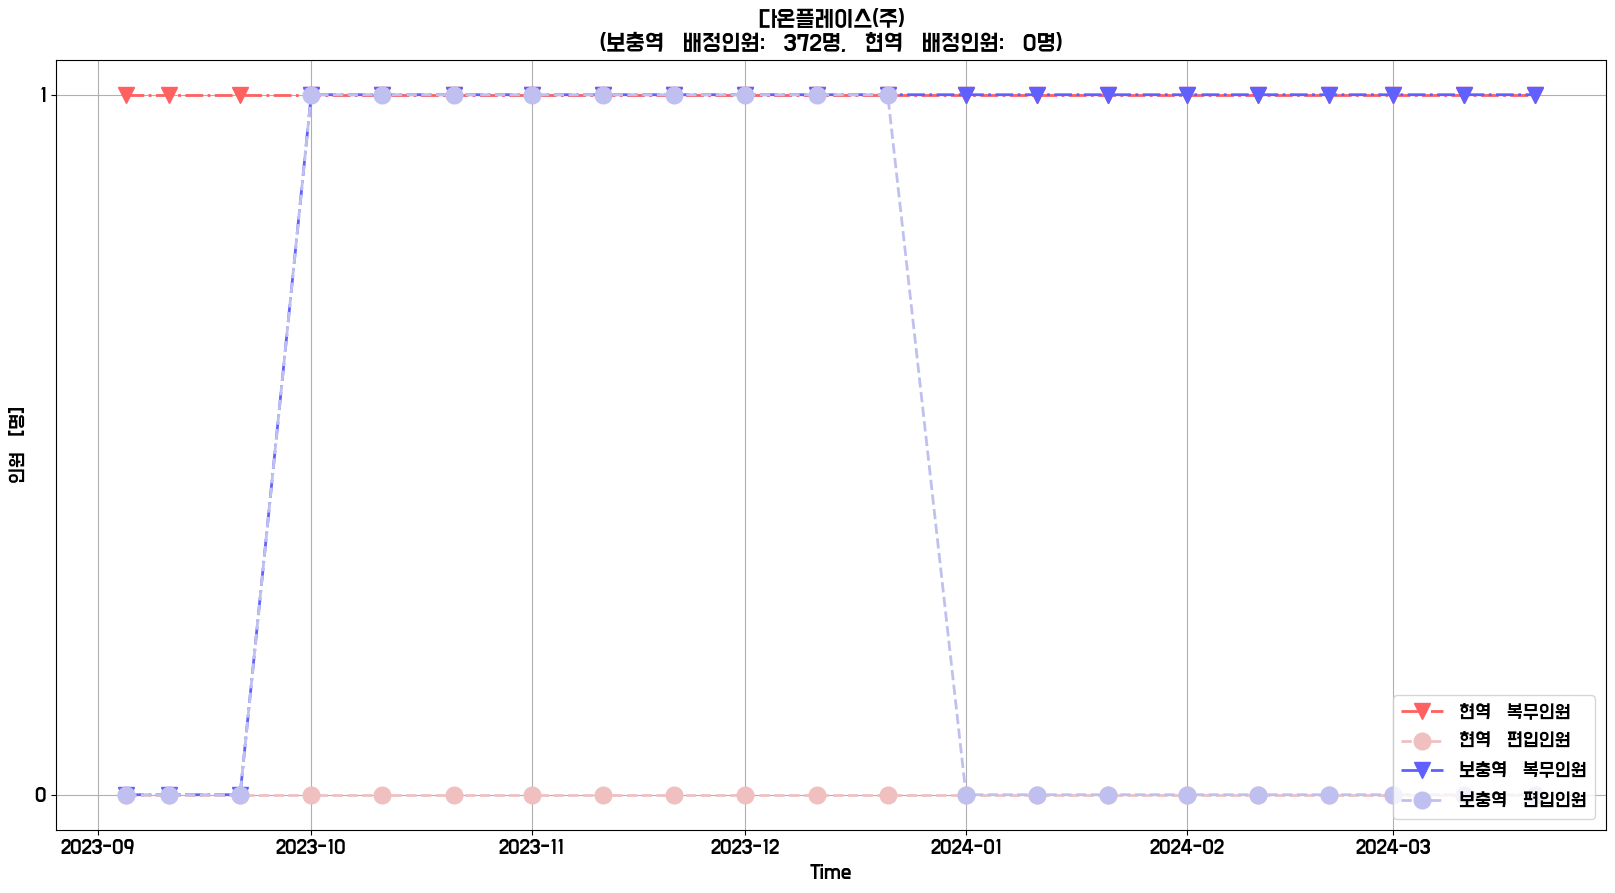 다온플레이스(주)
(보충역 배정인원: 372명, 현역 배정인원: 0명)
인원 [명]
1
0
2023-09 2023-10 2023-11 2023-12 2024-01 2024-02 2024-03
Time
현역 복무인원
현역 편입인원
보충역 복무인원
보충역 편입인원